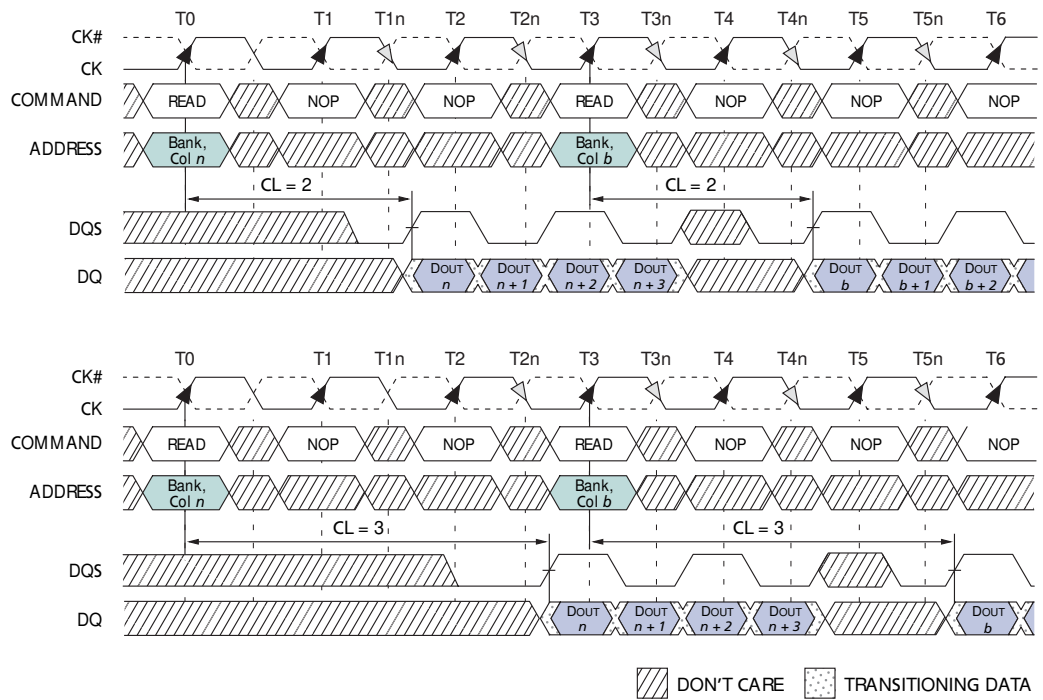 T0 T1 T1n T2 T2n T3 T3n T4 T4n T5 T5n T6
CK#
CK
COMMAND READ NOP NOP READ NOP NOP NOP
ADDRESS Bank, Col n Bank, Col b
CL = 2 CL = 2
DQS
DQ DOUT n DOUT n + 1 DOUT n + 2 DOUT n + 3 DOUT b DOUT b + 1 DOUT b + 2
T0 T1 T1n T2 T2n T3 T3n T4 T4n T5 T5n T6
CK#
CK
COMMAND READ NOP NOP READ NOP NOP NOP
ADDRESS Bank, Col n Bank, Col b
CL = 3 CL = 3
DQS
DQ DOUT n DOUT n + 1 DOUT n + 2 DOUT n + 3 DOUT b
DON'T CARE TRANSITIONING DATA